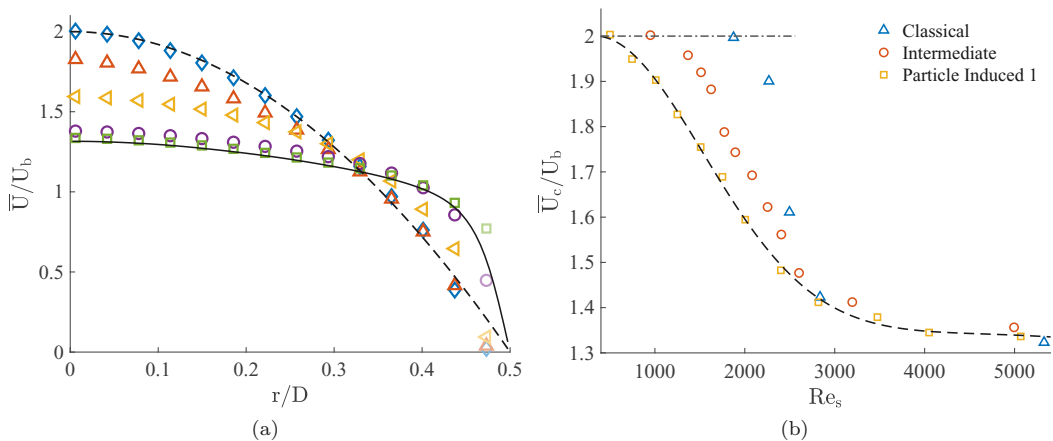 2
1.5
1
0.5
0
0
0.1
0.2
0.3
0.4
0.5
U̅/U_b
r/D
(a)
2
1.9
1.8
1.7
1.6
1.5
1.4
1.3
1000
2000
3000
4000
5000
U̅_c/U_b
Re_s
Classical
Intermediate
Particle Induced 1
(b)